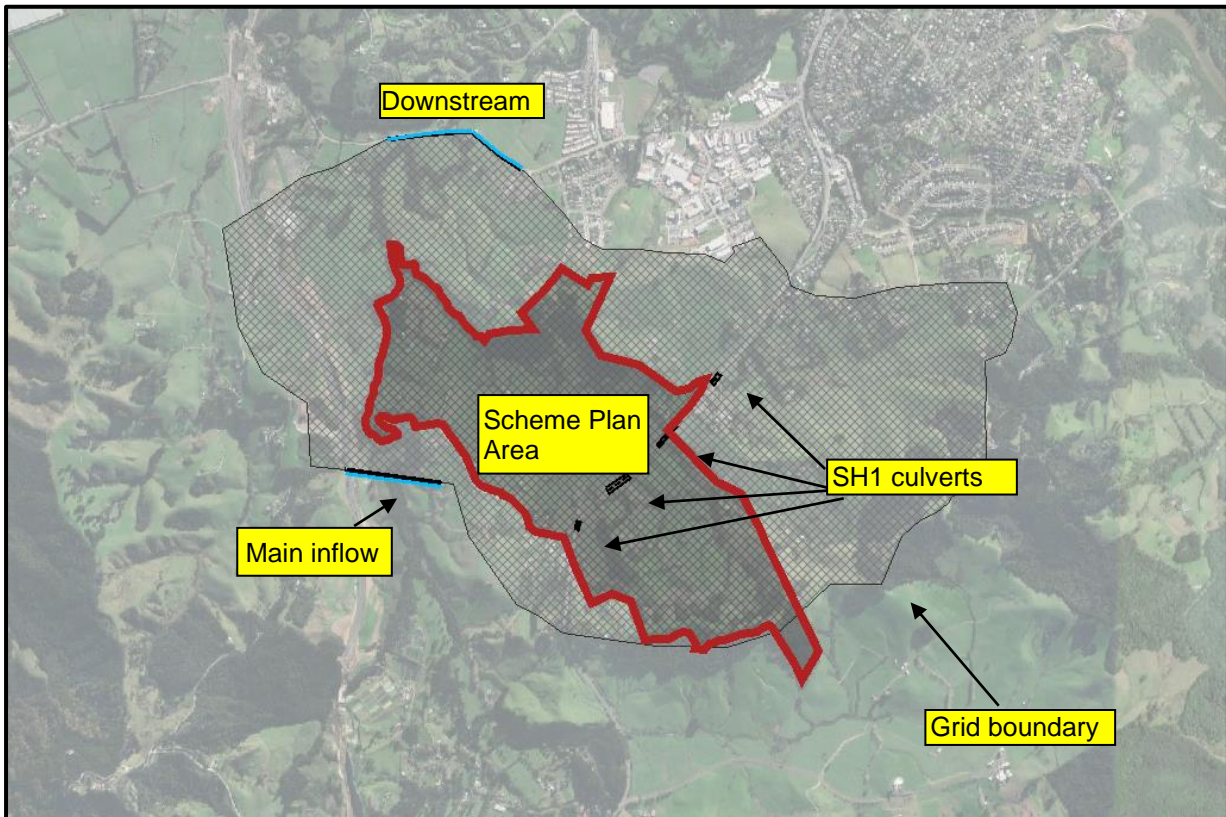 Downstream
Scheme Plan
Area
SH1 culverts
Main inflow
Grid boundary